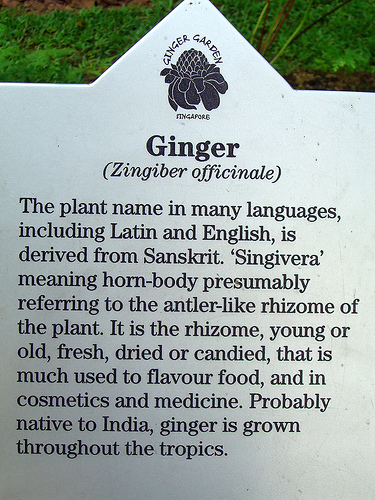 GINGER GARDEN
SINGAPORE
Ginger
(Zingiber officinale)
The plant name in many languages,
including Latin and English, is
derived from Sanskrit. ‘Singivera’
meaning horn-body presumably
referring to the antler-like rhizome of
the plant. It is the rhizome, young or
old, fresh, dried or candied, that is
much used to flavour food, and in
cosmetics and medicine. Probably
native to India, ginger is grown
throughout the tropics.